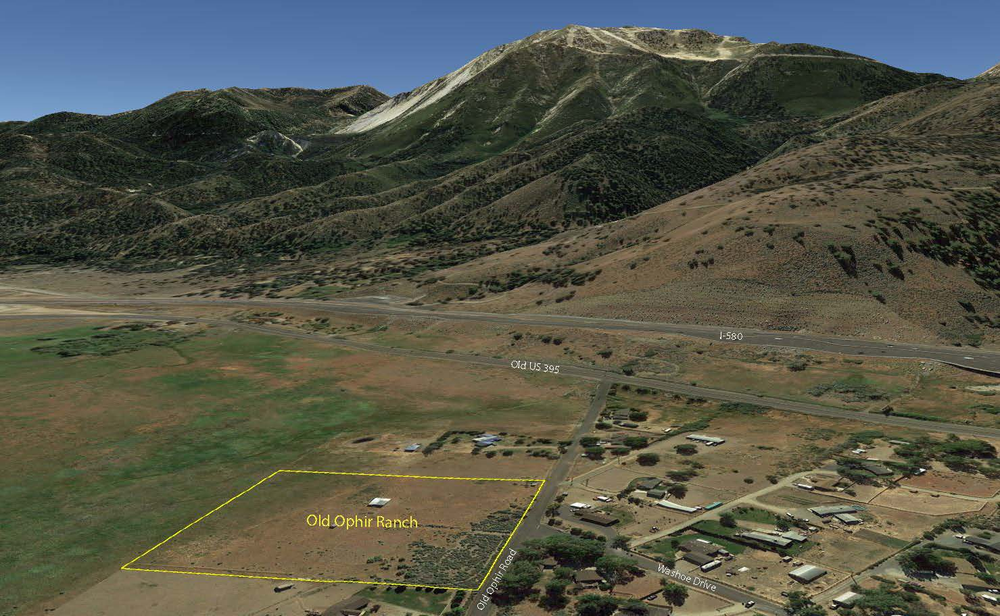 I-580
Old US 395
Old Ophir Ranch
Old Ophir Road
Washoe Drive